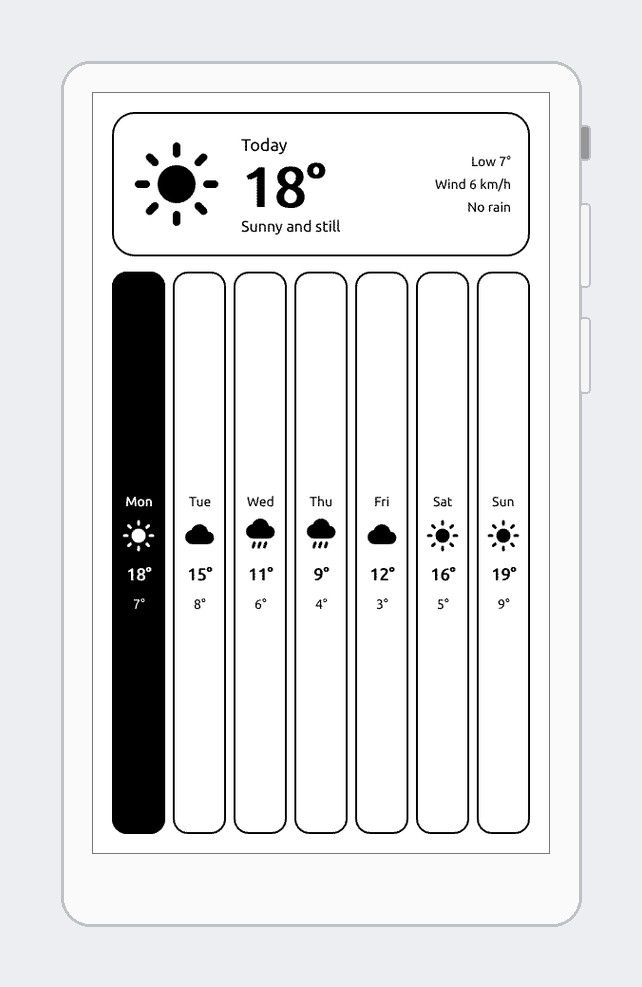 Today
18°
Sunny and still
Low 7°
Wind 6 km/h
No rain
Mon
18°
7°
Tue
15°
8°
Wed
11°
6°
Thu
9°
4°
Fri
12°
3°
Sat
16°
5°
Sun
19°
9°